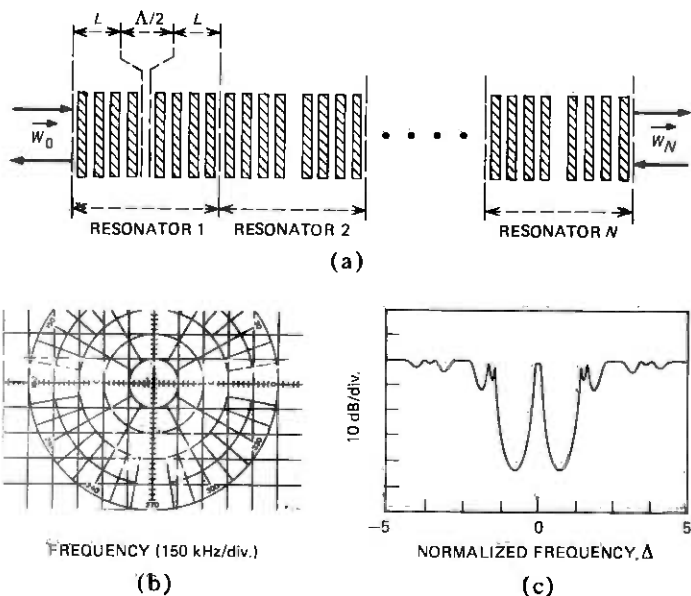 L Λ/2 L
W₀ W_N
RESONATOR 1 RESONATOR 2 RESONATOR N
(a)
10 dB/div.
−5 0 5
FREQUENCY (150 kHz/div.) NORMALIZED FREQUENCY, Δ
(b) (c)